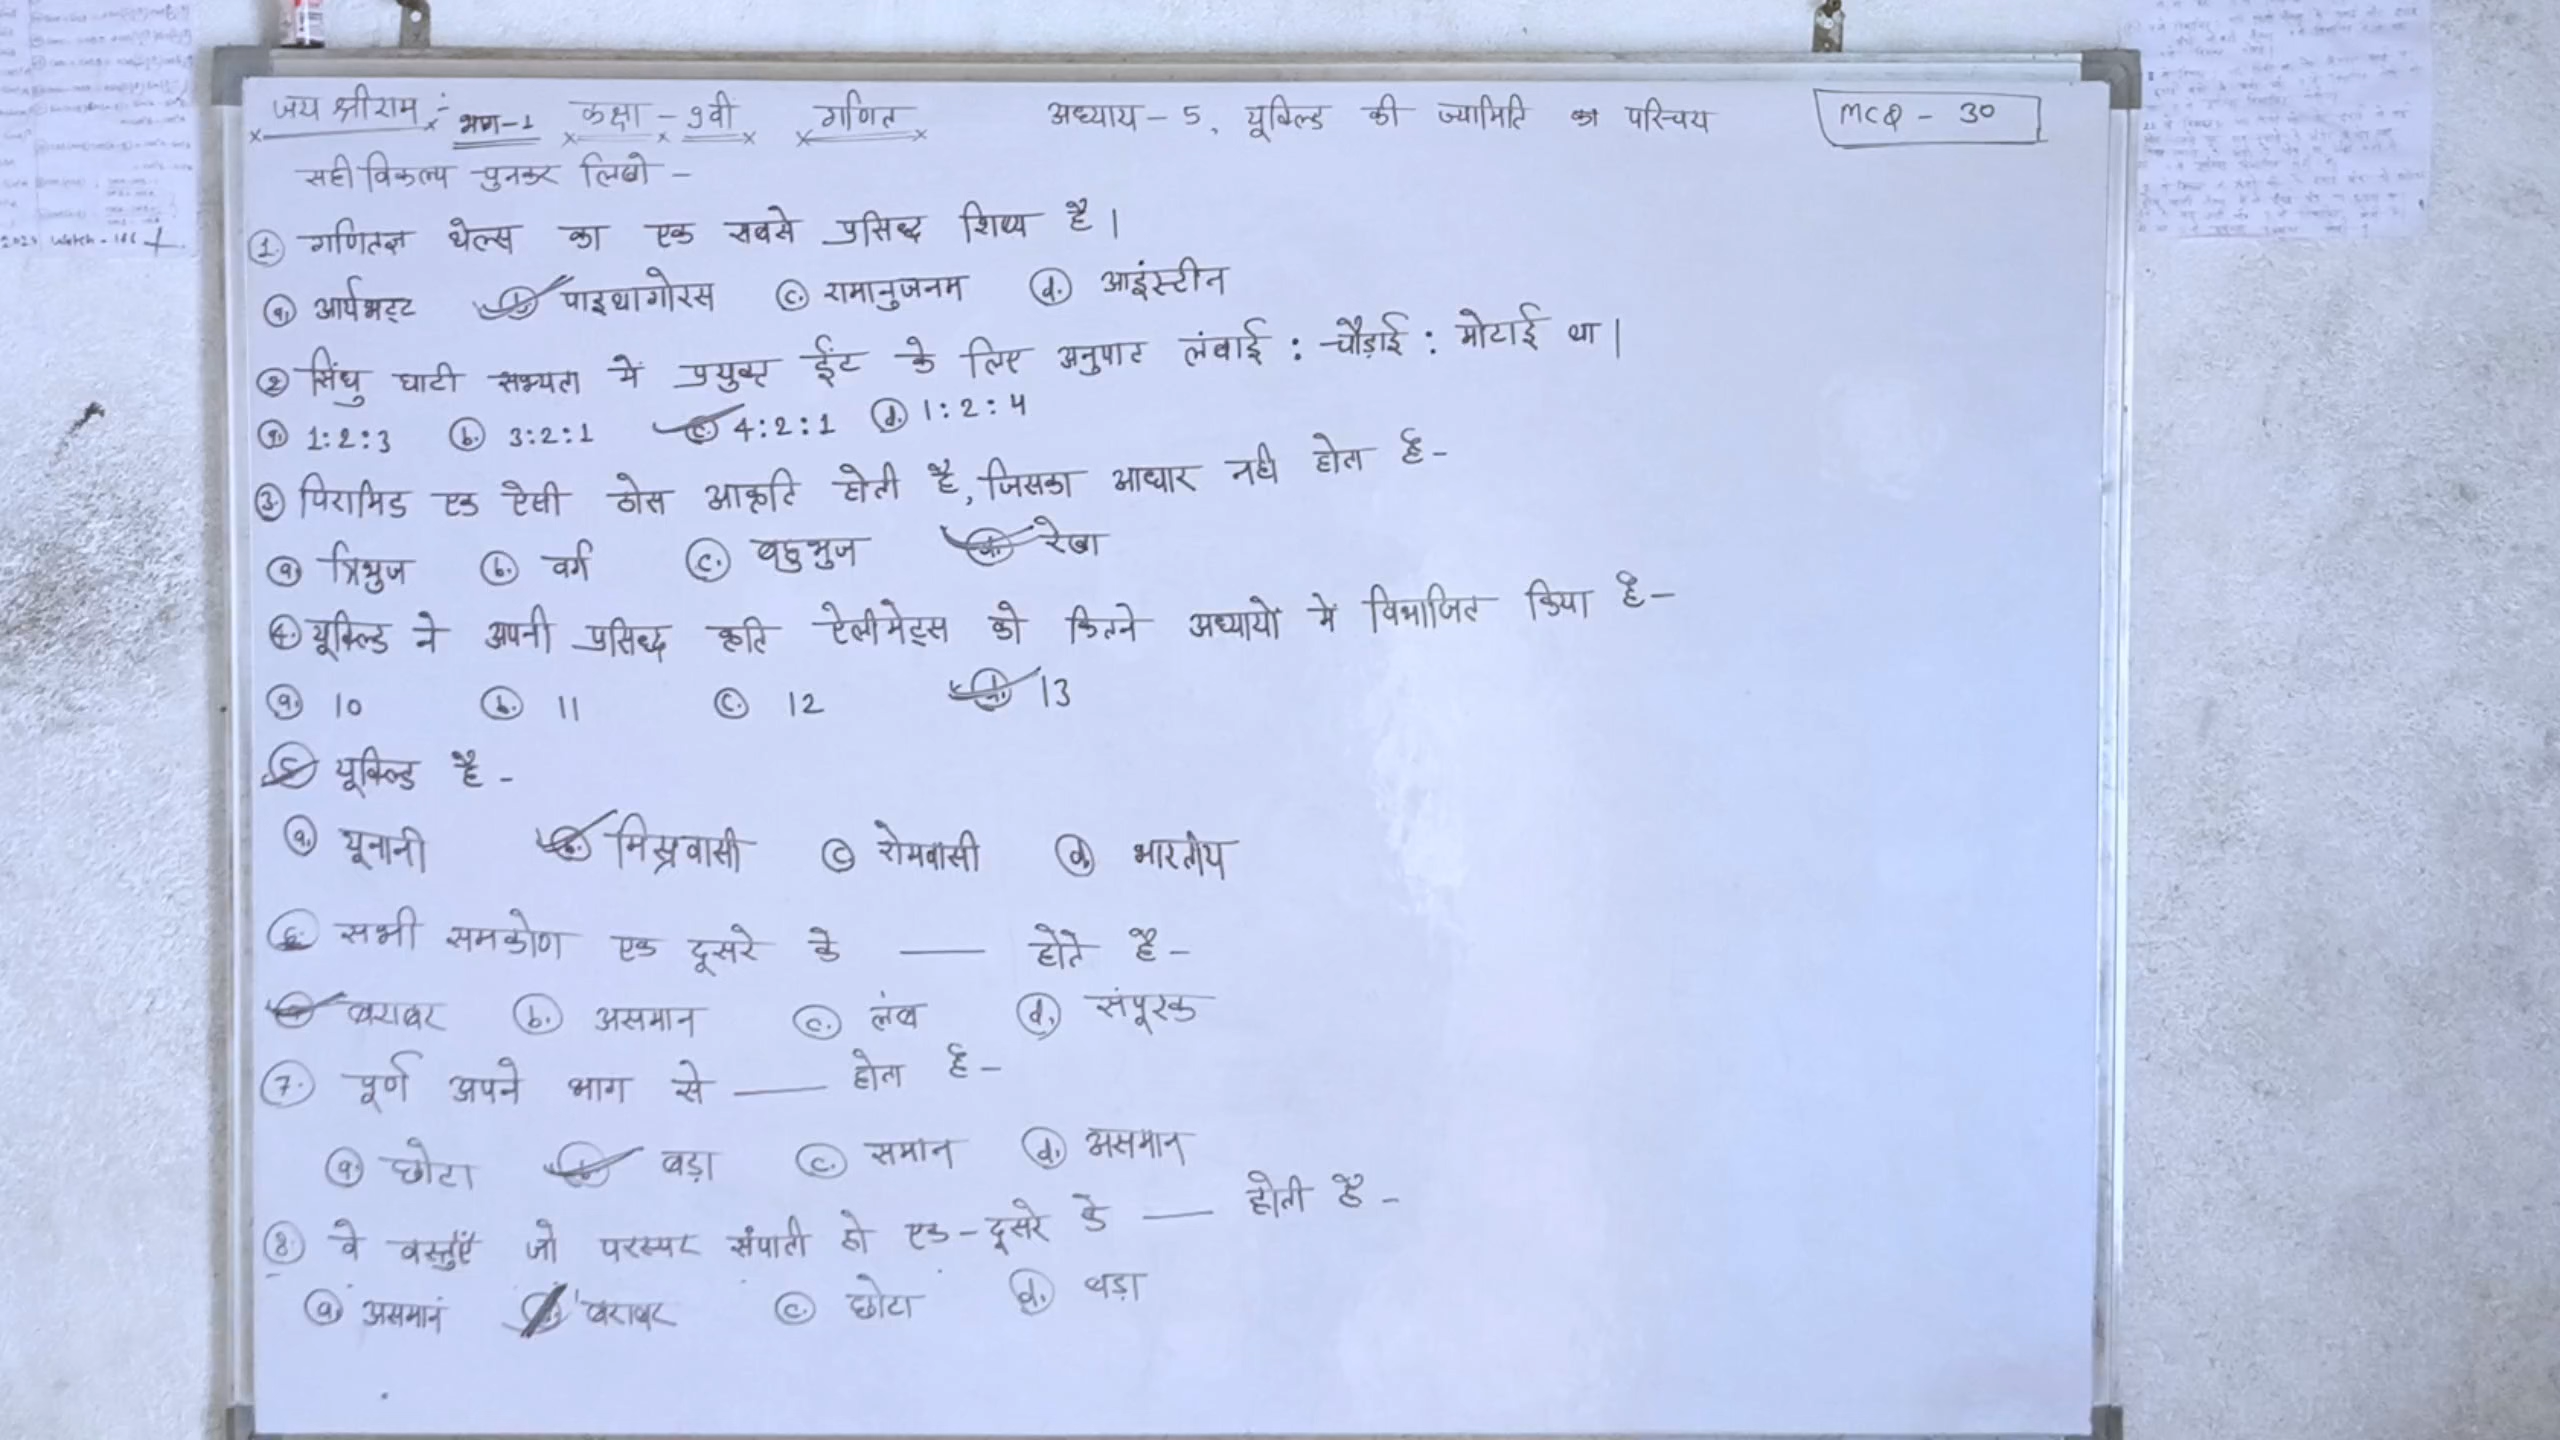 जय श्रीराम :- भाग-1 कक्षा - 9वी गणित अध्याय - 5, यूक्लिड की ज्यामिति का परिचय MCQ - 30
सही विकल्प चुनकर लिखो -
1. गणितज्ञ थेल्स का एक सबसे प्रसिद्ध शिष्य है।
a. आर्यभट्ट b. पाइथागोरस c. रामानुजनम d. आइंस्टीन
2. सिंधु घाटी सभ्यता में प्रयुक्त ईंट के लिए अनुपात लंबाई : चौड़ाई : मोटाई था।
a. 1:2:3 b. 3:2:1 c. 4:2:1 d. 1:2:4
3. पिरामिड एक ऐसी ठोस आकृति होती है, जिसका आधार नही होता है-
a. त्रिभुज b. वर्ग c. बहुभुज d. रेखा
4. यूक्लिड ने अपनी प्रसिद्ध कृति ऐलीमेंट्स को कितने अध्यायों में विभाजित किया है-
a. 10 b. 11 c. 12 d. 13
5. यूक्लिड है -
a. यूनानी b. मिस्रवासी c. रोमवासी d. भारतीय
6. सभी समकोण एक दूसरे के —— होते है-
a. बराबर b. असमान c. लंब d. संपूरक
7. पूर्ण अपने भाग से —— होता है-
a. छोटा b. बड़ा c. समान d. असमान
8. वे वस्तुएँ जो परस्पर संपाती हो एक-दूसरे के —— होती है-
a. असमान b. बराबर c. छोटा d. बड़ा